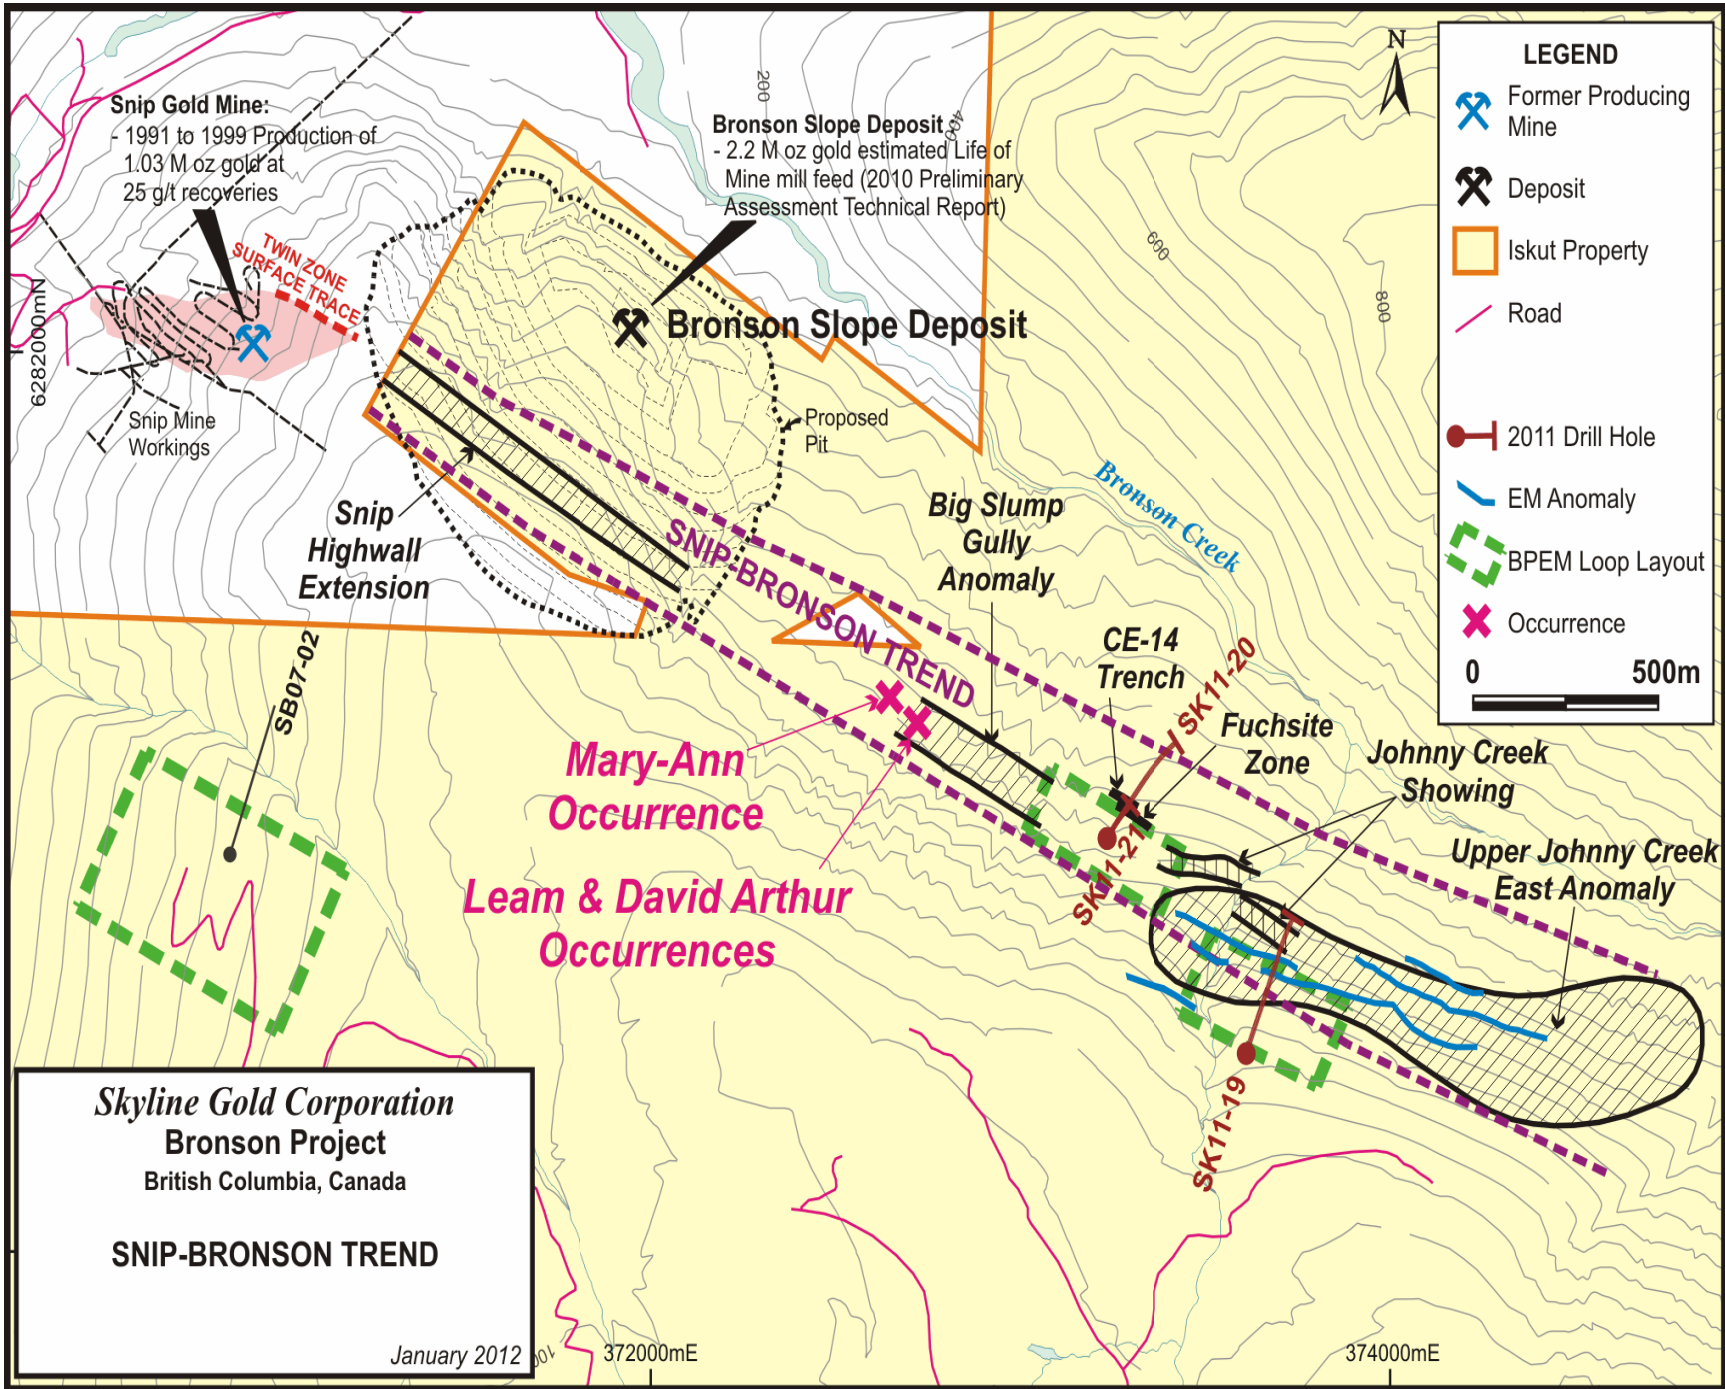 Snip Gold Mine:
- 1991 to 1999 Production of
1.03 M oz gold at
25 g/t recoveries
TWIN ZONE
SURFACE TRACE
6282000mN
Snip Mine
Workings
Bronson Slope Deposit -
- 2.2 M oz gold estimated Life of
Mine mill feed (2010 Preliminary
Assessment Technical Report)
200
400
600
800
N
Bronson Slope Deposit
Proposed
Pit
Snip
Highwall
Extension
SNIP-BRONSON TREND
Bronson Creek
Big Slump
Gully
Anomaly
CE-14
Trench
SK11-20
Fuchsite
Zone
Johnny Creek
Showing
Upper Johnny Creek
East Anomaly
SB07-02
Mary-Ann
Occurrence
Leam & David Arthur
Occurrences
SK11-21
SK11-19
LEGEND
Former Producing
Mine
Deposit
Iskut Property
Road
2011 Drill Hole
EM Anomaly
BPEM Loop Layout
Occurrence
0 500m
Skyline Gold Corporation
Bronson Project
British Columbia, Canada
SNIP-BRONSON TREND
January 2012
372000mE
374000mE